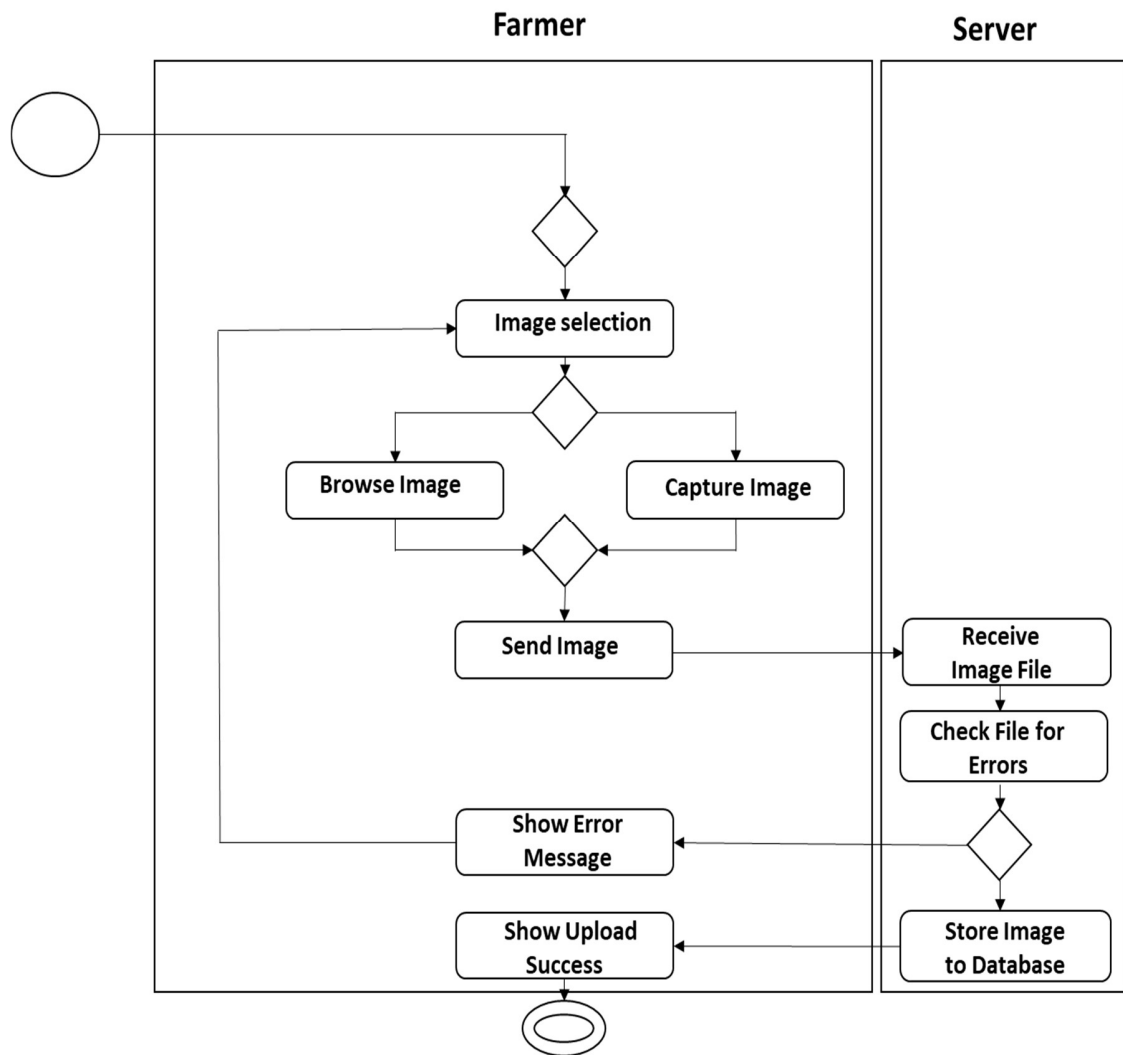 Farmer
Server
Image selection
Browse Image
Capture Image
Send Image
Receive
Image File
Check File for
Errors
Show Error
Message
Show Upload
Success
Store Image
to Database